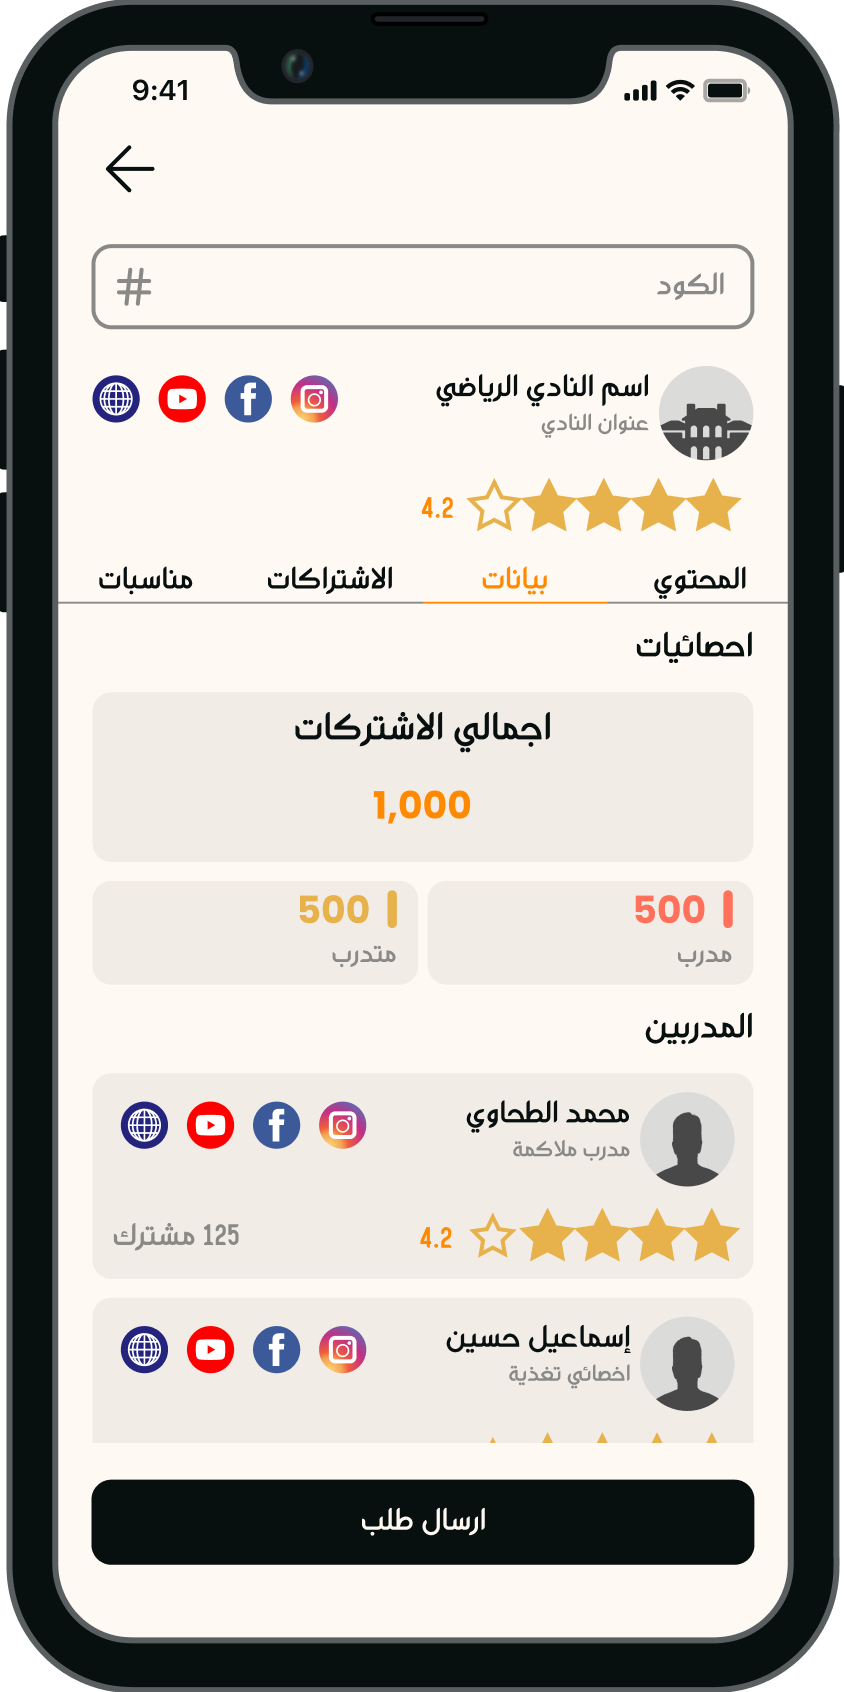 9:41
الكود #
اسم النادي الرياضي
عنوان النادي
4.2
المحتوي بيانات الاشتراكات مناسبات
احصائيات
اجمالي الاشتركات
1,000
500
مدرب
500
متدرب
المدربين
محمد الطحاوي
مدرب ملاكمة
4.2
125 مشترك
إسماعيل حسين
اخصائي تغذية
ارسال طلب